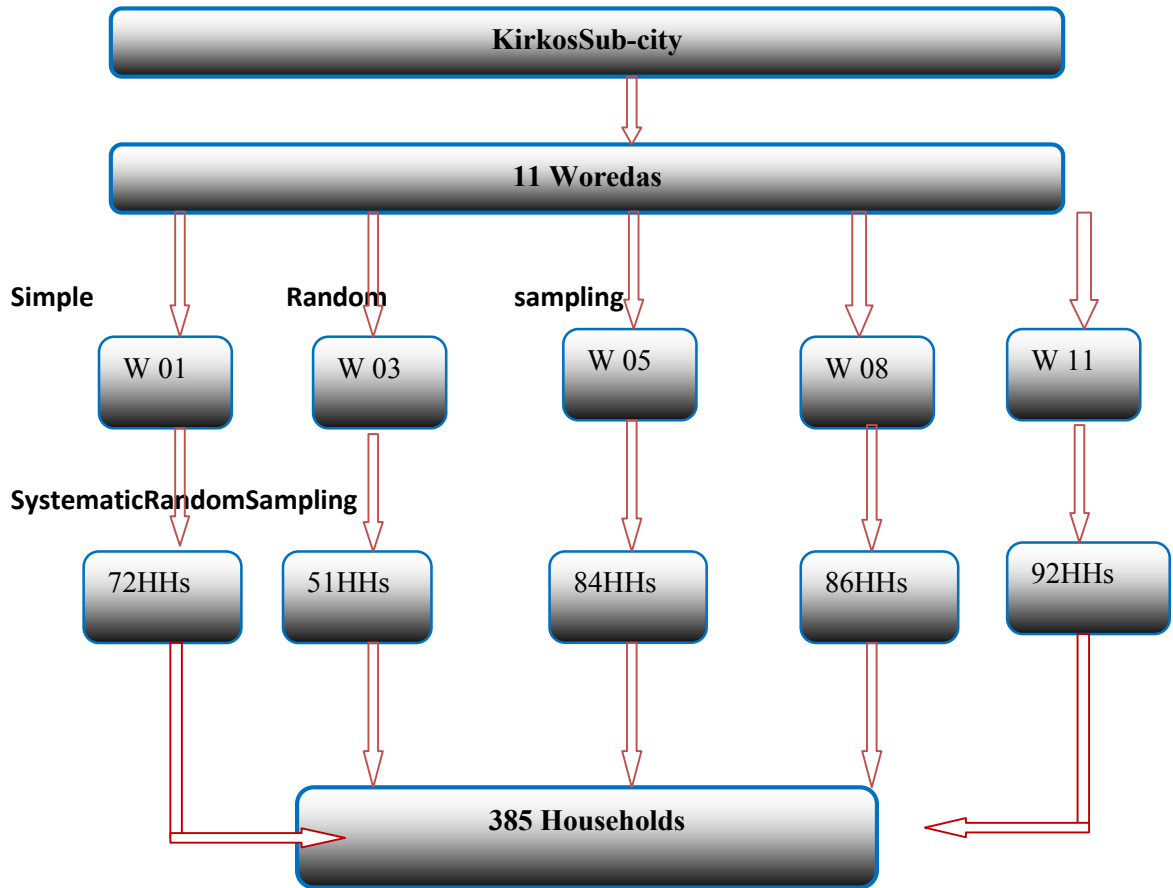 KirkosSub-city
11 Woredas
Simple Random sampling
W 01 W 03 W 05 W 08 W 11
SystematicRandomSampling
72HHs 51HHs 84HHs 86HHs 92HHs
385 Households